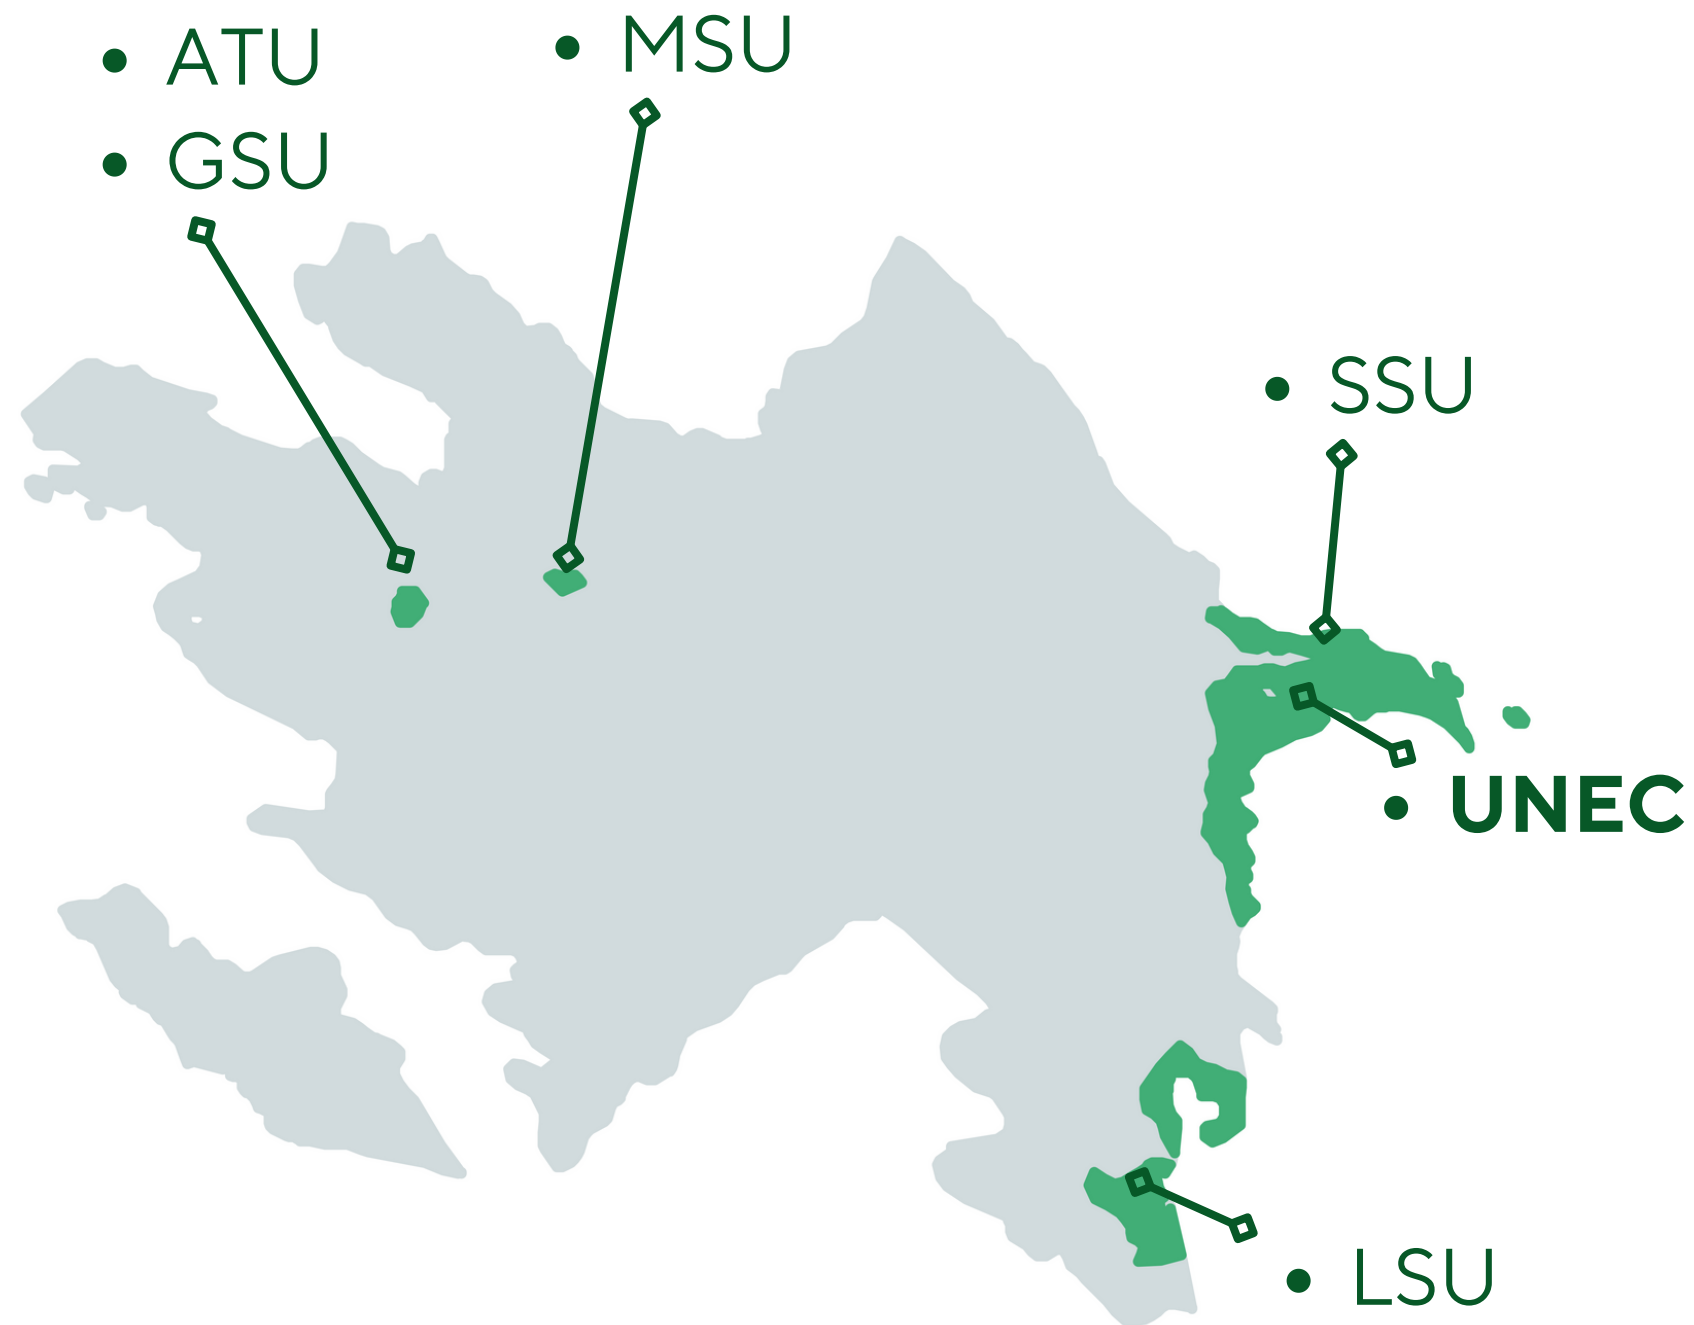 • ATU
• GSU
• MSU
• SSU
• UNEC
• LSU